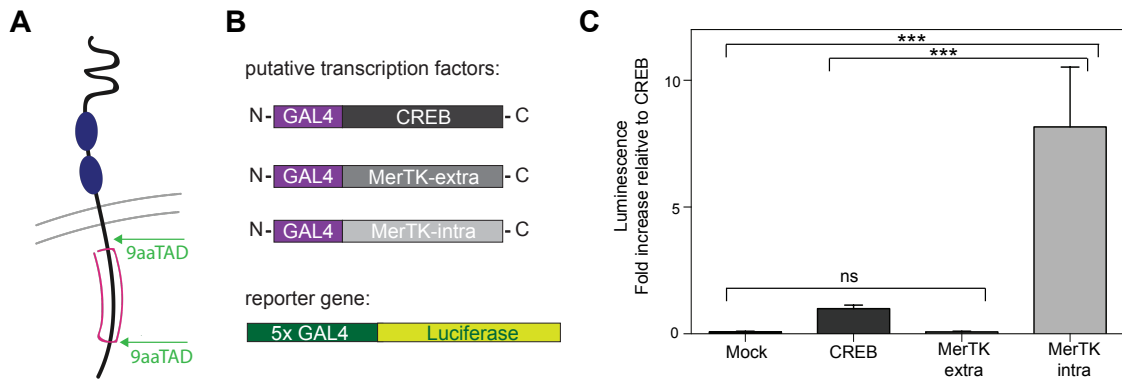 A
9aaTAD
9aaTAD
B
putative transcription factors:
N- GAL4 CREB -C
N- GAL4 MerTK-extra -C
N- GAL4 MerTK-intra -C
reporter gene:
5x GAL4 Luciferase
C
Luminescence
Fold increase relaitve to CREB
10
5
0
***
***
ns
Mock
CREB
MerTK
extra
MerTK
intra